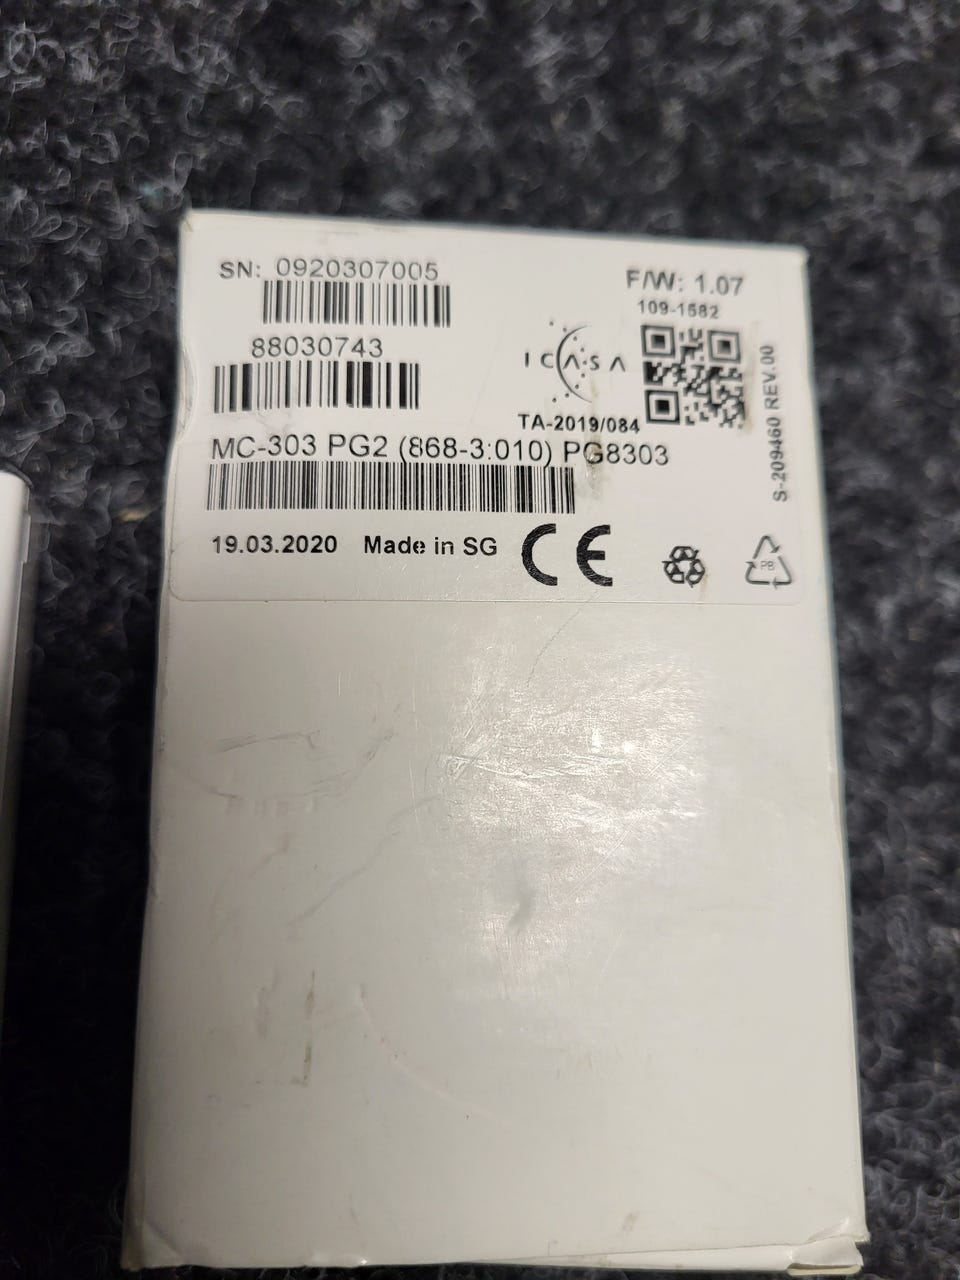 SN: 0920307005
F/W: 1.07
109-1582
88030743
ICASA
TA-2019/084
MC-303 PG2 (868-3:010) PG8303
S-209460 REV.00
19.03.2020 Made in SG
CE
PB